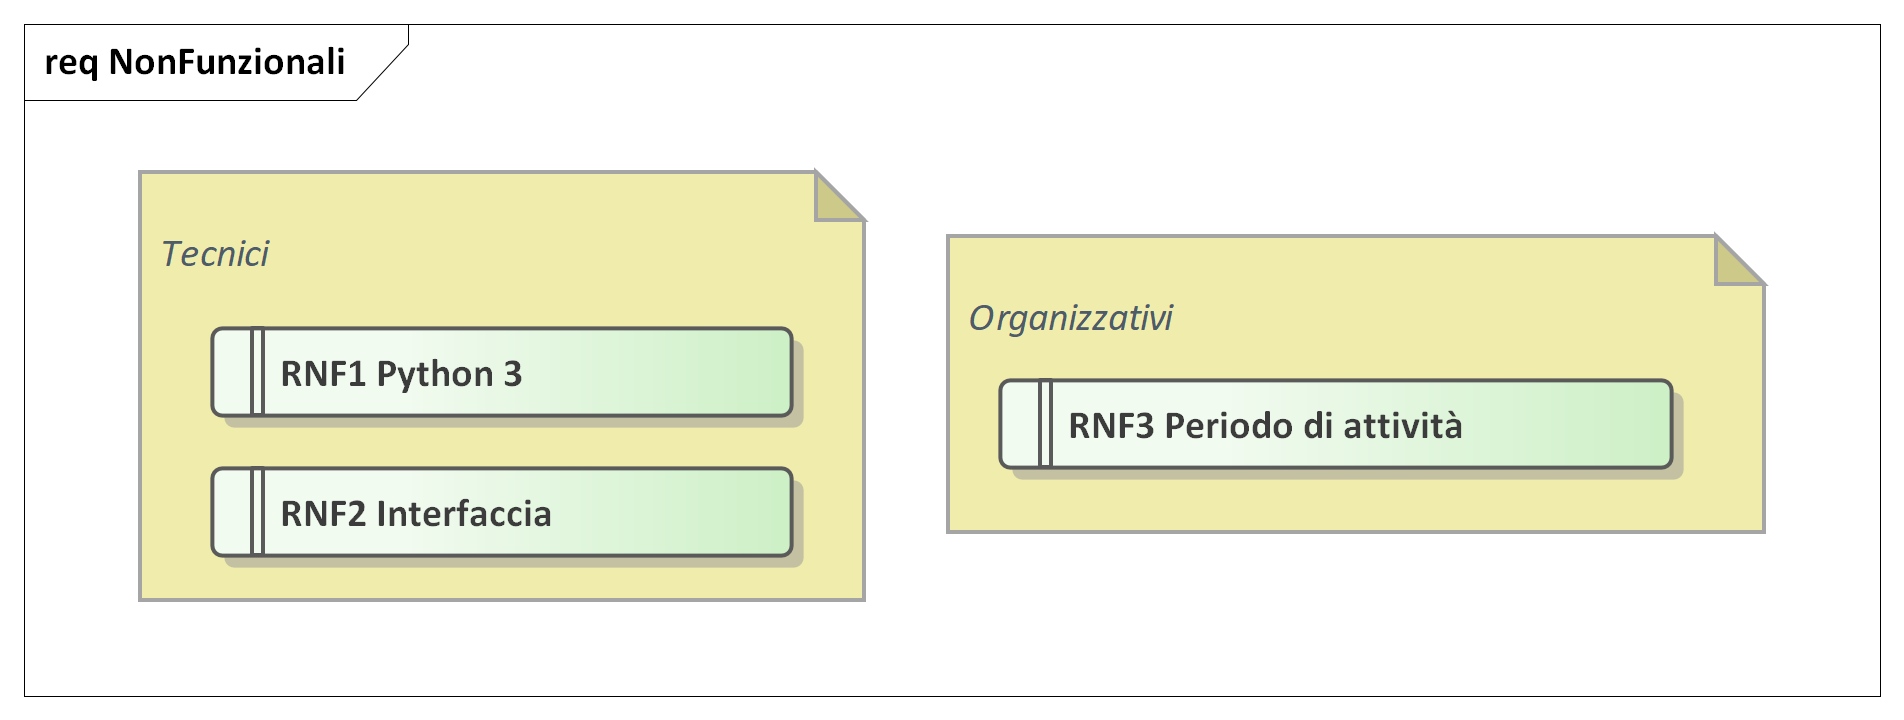 req NonFunzionali
Tecnici
RNF1 Python 3
RNF2 Interfaccia
Organizzativi
RNF3 Periodo di attività